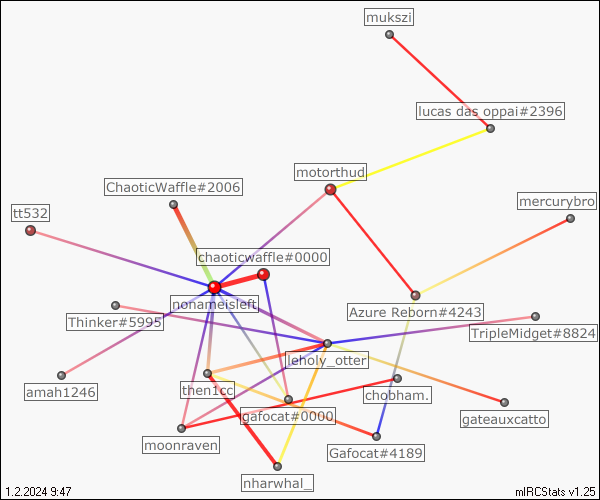 mukszi
lucas das oppai#2396
motorthud
ChaoticWaffle#2006
mercurybro
tt532
chaoticwaffle#0000
nonameisleft
Azure Reborn#4243
Thinker#5995
TripleMidget#8824
leholy_otter
then1cc
amah1246
chobham.
gafocat#0000
gateauxcatto
moonraven
Gafocat#4189
nharwhal_
1.2.2024 9:47
mIRCStats v1.25